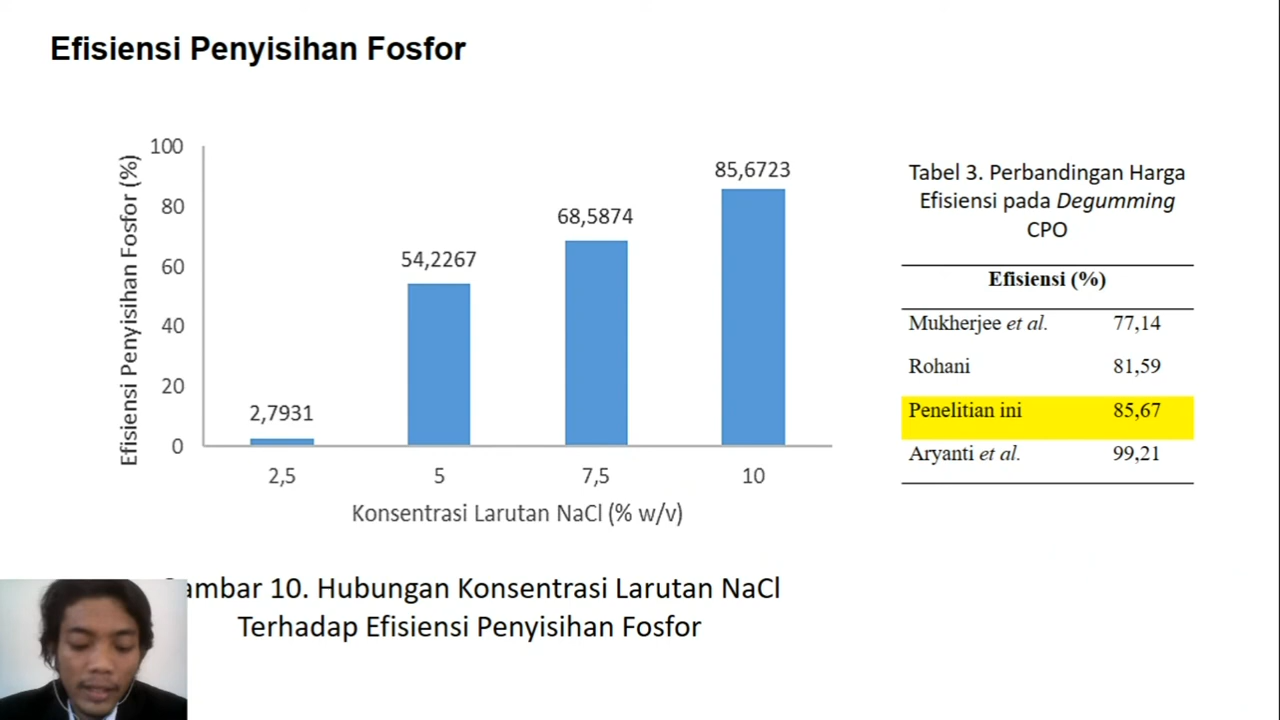 Efisiensi Penyisihan Fosfor
Efisiensi Penyisihan Fosfor (%)
100
80
60
40
20
0
2,7931
54,2267
68,5874
85,6723
2,5
5
7,5
10
Konsentrasi Larutan NaCl (% w/v)
Gambar 10. Hubungan Konsentrasi Larutan NaCl
Terhadap Efisiensi Penyisihan Fosfor
Tabel 3. Perbandingan Harga
Efisiensi pada Degumming
CPO
Efisiensi (%)
Mukherjee et al. 77,14
Rohani 81,59
Penelitian ini 85,67
Aryanti et al. 99,21